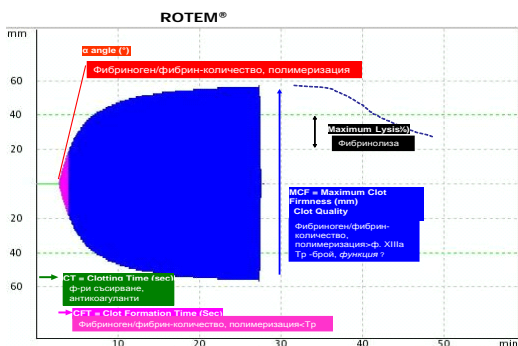 ROTEM®
mm
α angle (°)
Фибриноген/фибрин-количество, полимеризация
60
40
20
20
40
60
Maximum Lysis%)
Фибринолиза
MCF = Maximum Clot
Firmness (mm)
Clot Quality
Фибриноген/фибрин-
количество,
полимеризация>ф. XIIIa
Тр -брой, функция ?
CT = Clotting Time (sec)
ф-ри съсирване,
антикоагуланти
CFT = Clot Formation Time (Sec)
Фибриноген/фибрин-количество, полимеризация<Тр
10 20 30 40 50 min